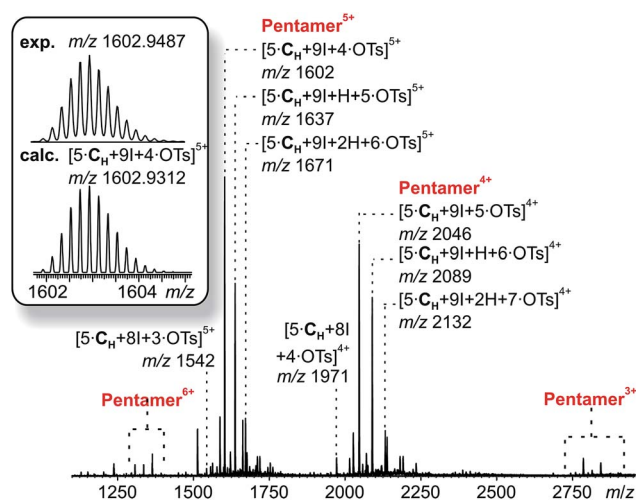 Pentamer5+
[5·CH+9I+4·OTs]5+
m/z 1602
[5·CH+9I+H+5·OTs]5+
m/z 1637
[5·CH+9I+2H+6·OTs]5+
m/z 1671
exp. m/z 1602.9487
calc. [5·CH+9I+4·OTs]5+
m/z 1602.9312
1602 1604 m/z
Pentamer4+
[5·CH+9I+5·OTs]4+
m/z 2046
[5·CH+9I+H+6·OTs]4+
m/z 2089
[5·CH+9I+2H+7·OTs]4+
m/z 2132
[5·CH+8I+3·OTs]5+
m/z 1542
[5·CH+8I
+4·OTs]4+
m/z 1971
Pentamer6+
Pentamer3+
1250 1500 1750 2000 2250 2500 2750 m/z